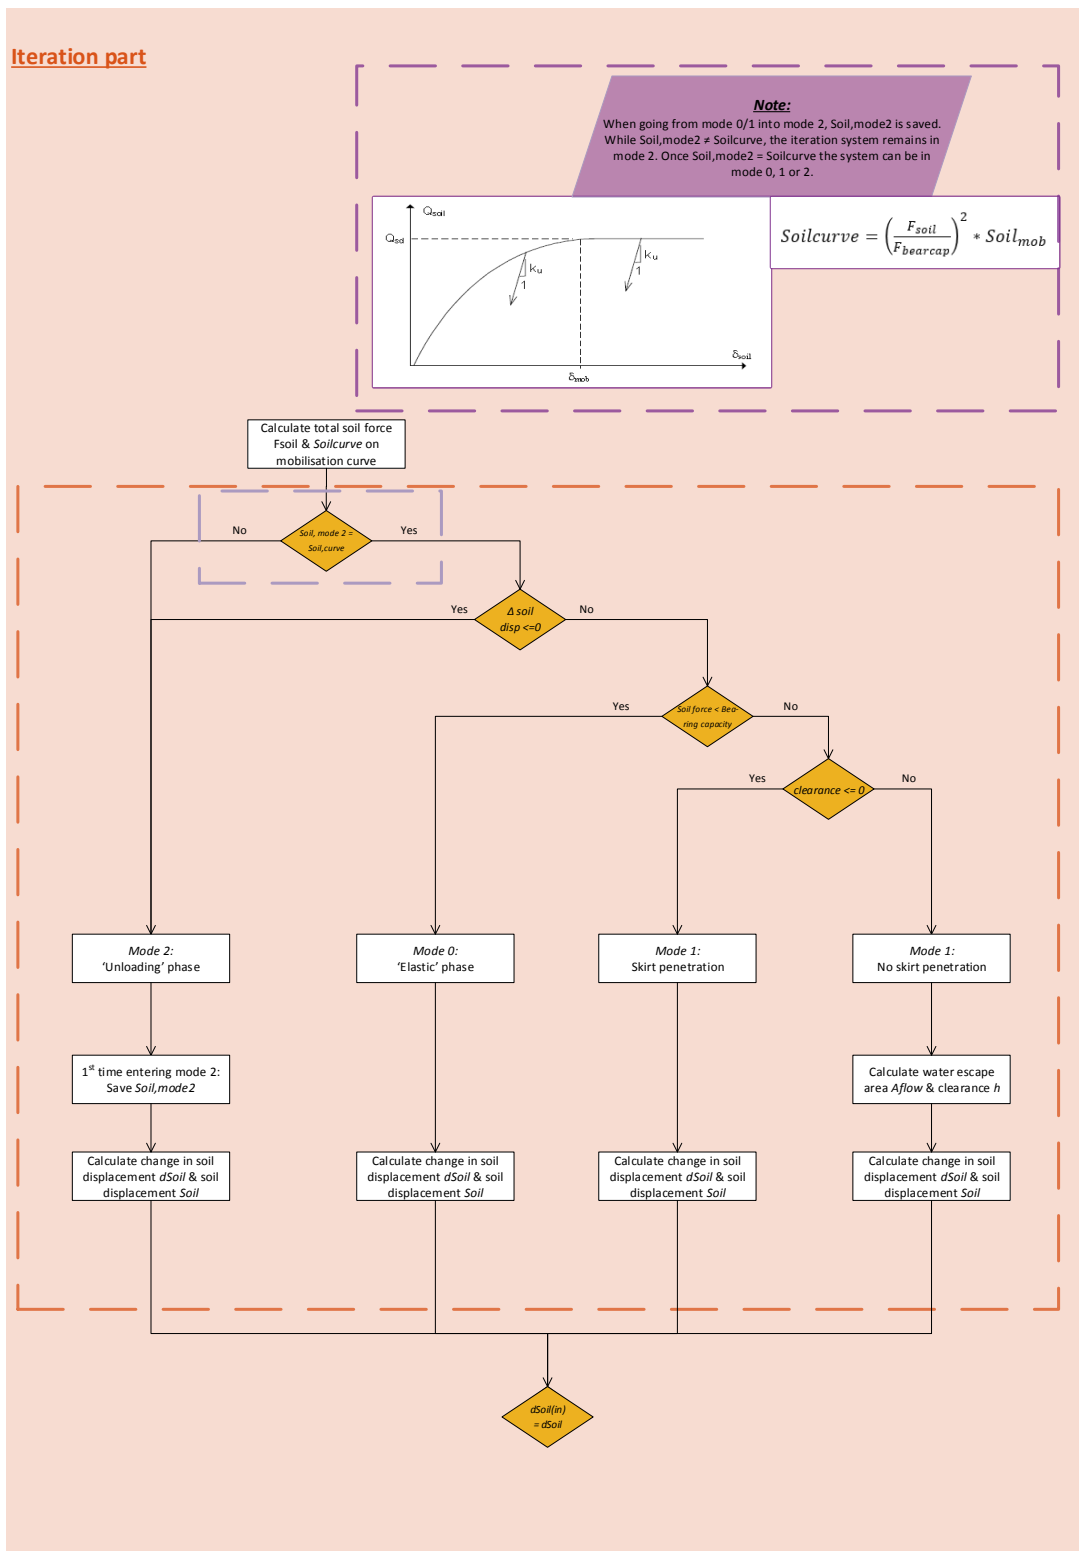 Iteration part
Note:
When going from mode 0/1 into mode 2, Soil,mode2 is saved.
While Soil,mode2 ≠ Soilcurve, the iteration system remains in
mode 2. Once Soil,mode2 = Soilcurve the system can be in
mode 0, 1 or 2.
Qsoil
Qsd
ku
1
ku
1
δsoil
δmob
Soilcurve = (Fsoil / Fbearcap)² * Soilmob
Calculate total soil force
Fsoil & Soilcurve on
mobilisation curve
No
Soil, mode 2 =
Soil,curve
Yes
Yes
Δ soil
disp <=0
No
Yes
Soil force < Bea-
ring capacity
No
Yes
clearance <= 0
No
Mode 2:
‘Unloading’ phase
Mode 0:
‘Elastic’ phase
Mode 1:
Skirt penetration
Mode 1:
No skirt penetration
1st time entering mode 2:
Save Soil,mode2
Calculate water escape
area Aflow & clearance h
Calculate change in soil
displacement dSoil & soil
displacement Soil
Calculate change in soil
displacement dSoil & soil
displacement Soil
Calculate change in soil
displacement dSoil & soil
displacement Soil
Calculate change in soil
displacement dSoil & soil
displacement Soil
dSoil(in)
= dSoil